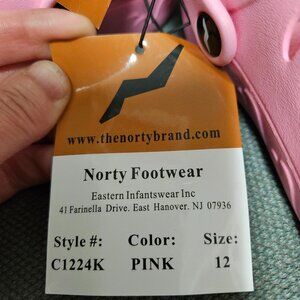 www.thenortybrand.com
Norty Footwear
Eastern Infantswear Inc
41 Farinella Drive. East Hanover. NJ 07936
Style #: Color: Size:
C1224K PINK 12